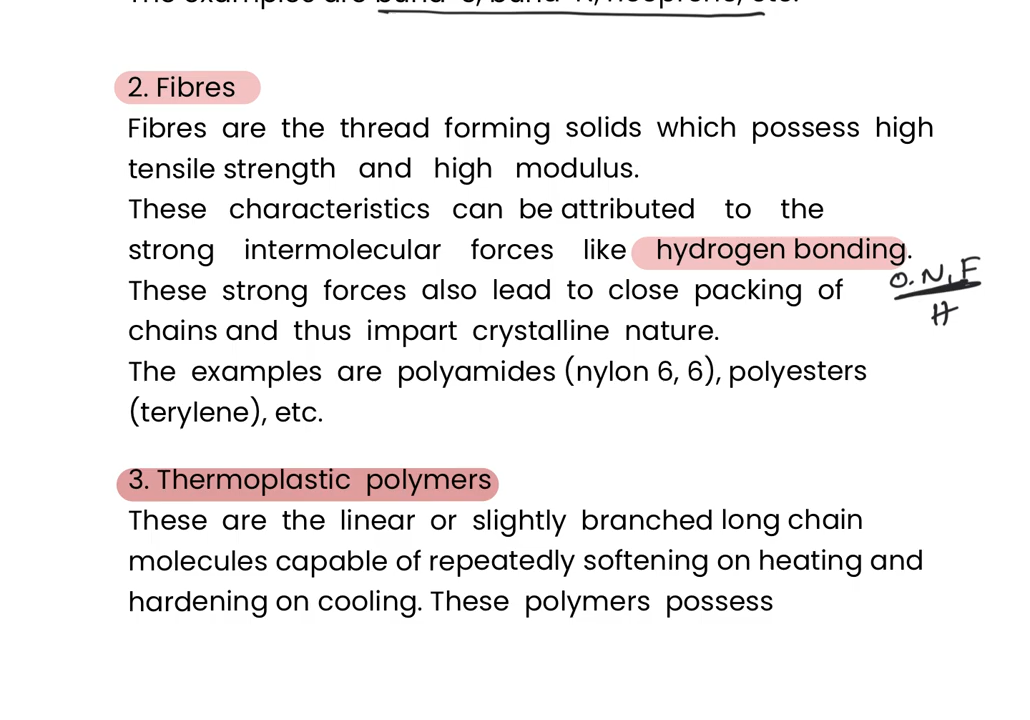 2. Fibres
Fibres are the thread forming solids which possess high
tensile strength and high modulus.
These characteristics can be attributed to the
strong intermolecular forces like hydrogen bonding.
O, N, F
These strong forces also lead to close packing of
H
chains and thus impart crystalline nature.
The examples are polyamides (nylon 6, 6), polyesters
(terylene), etc.
3. Thermoplastic polymers
These are the linear or slightly branched long chain
molecules capable of repeatedly softening on heating and
hardening on cooling. These polymers possess